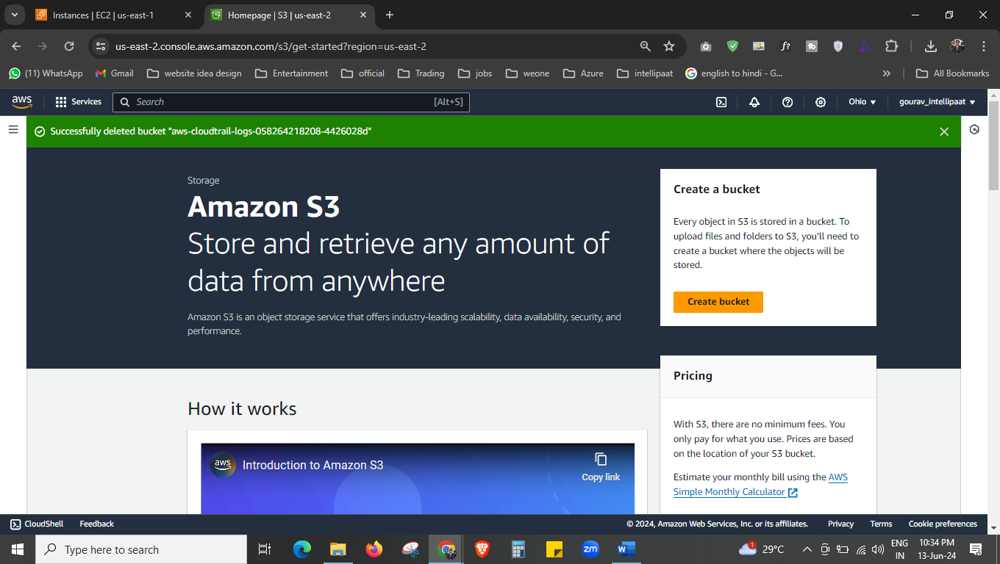 Instances | EC2 | us-east-1
Homepage | S3 | us-east-2
us-east-2.console.aws.amazon.com/s3/get-started?region=us-east-2
f?
(11) WhatsApp
Gmail
website idea design
Entertainment
official
Trading
jobs
weone
Azure
intellipaat
english to hindi - G...
All Bookmarks
aws
Services
Search
[Alt+S]
Ohio
gourav_intellipaat
Successfully deleted bucket "aws-cloudtrail-logs-058264218208-4426028d"
Storage
Amazon S3
Store and retrieve any amount of
data from anywhere
Amazon S3 is an object storage service that offers industry-leading scalability, data availability, security, and
performance.
Create a bucket
Every object in S3 is stored in a bucket. To
upload files and folders to S3, you'll need to
create a bucket where the objects will be
stored.
Create bucket
Pricing
With S3, there are no minimum fees. You
only pay for what you use. Prices are based
on the location of your S3 bucket.
Estimate your monthly bill using the AWS
Simple Monthly Calculator
How it works
aws
Introduction to Amazon S3
Copy link
CloudShell
Feedback
© 2024, Amazon Web Services, Inc. or its affiliates.
Privacy
Terms
Cookie preferences
Type here to search
zm
1
29°C
ENG
IN
10:34 PM
13-Jun-24